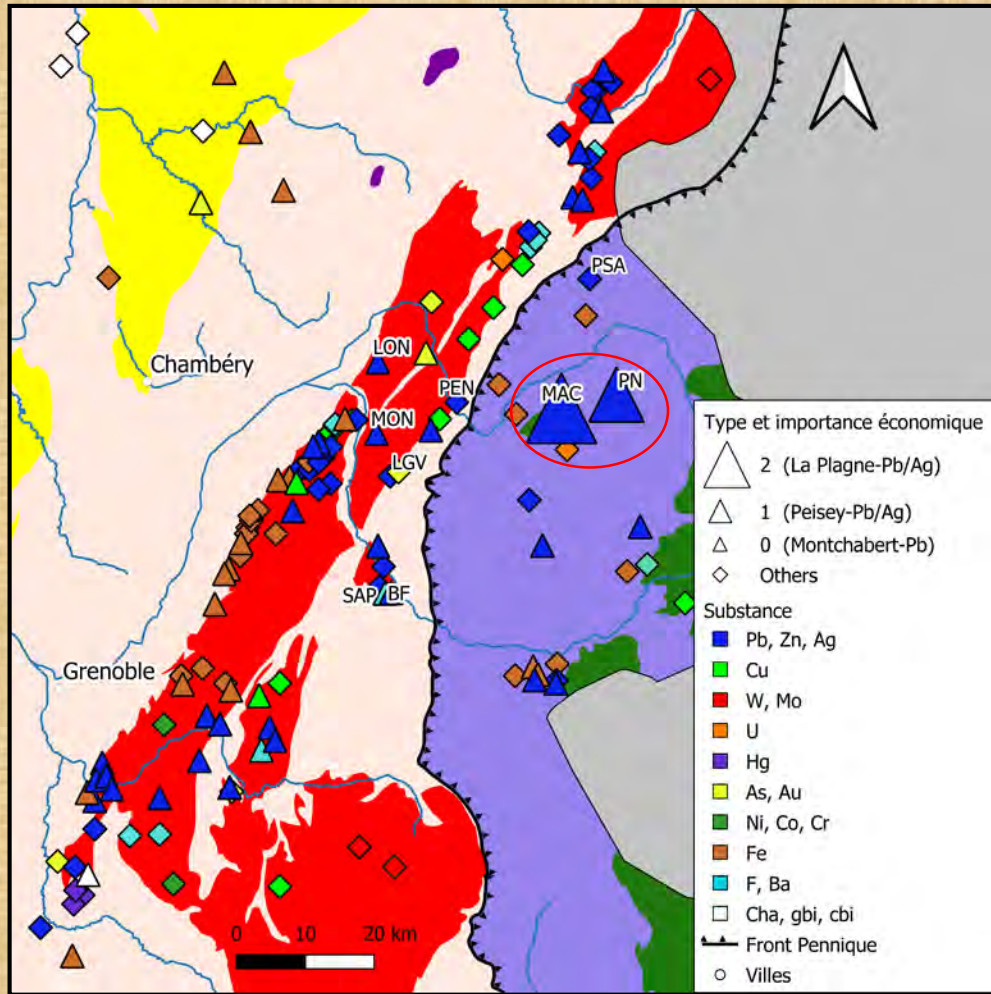 PSA
Chambéry
LON
MAC
PN
PEN
MON
LGV
SAP
BF
Grenoble
0 10 20 km
Type et importance économique
2 (La Plagne-Pb/Ag)
1 (Peisey-Pb/Ag)
0 (Montchabert-Pb)
Others
Substance
Pb, Zn, Ag
Cu
W, Mo
U
Hg
As, Au
Ni, Co, Cr
Fe
F, Ba
Cha, gbi, cbi
Front Pennique
Villes